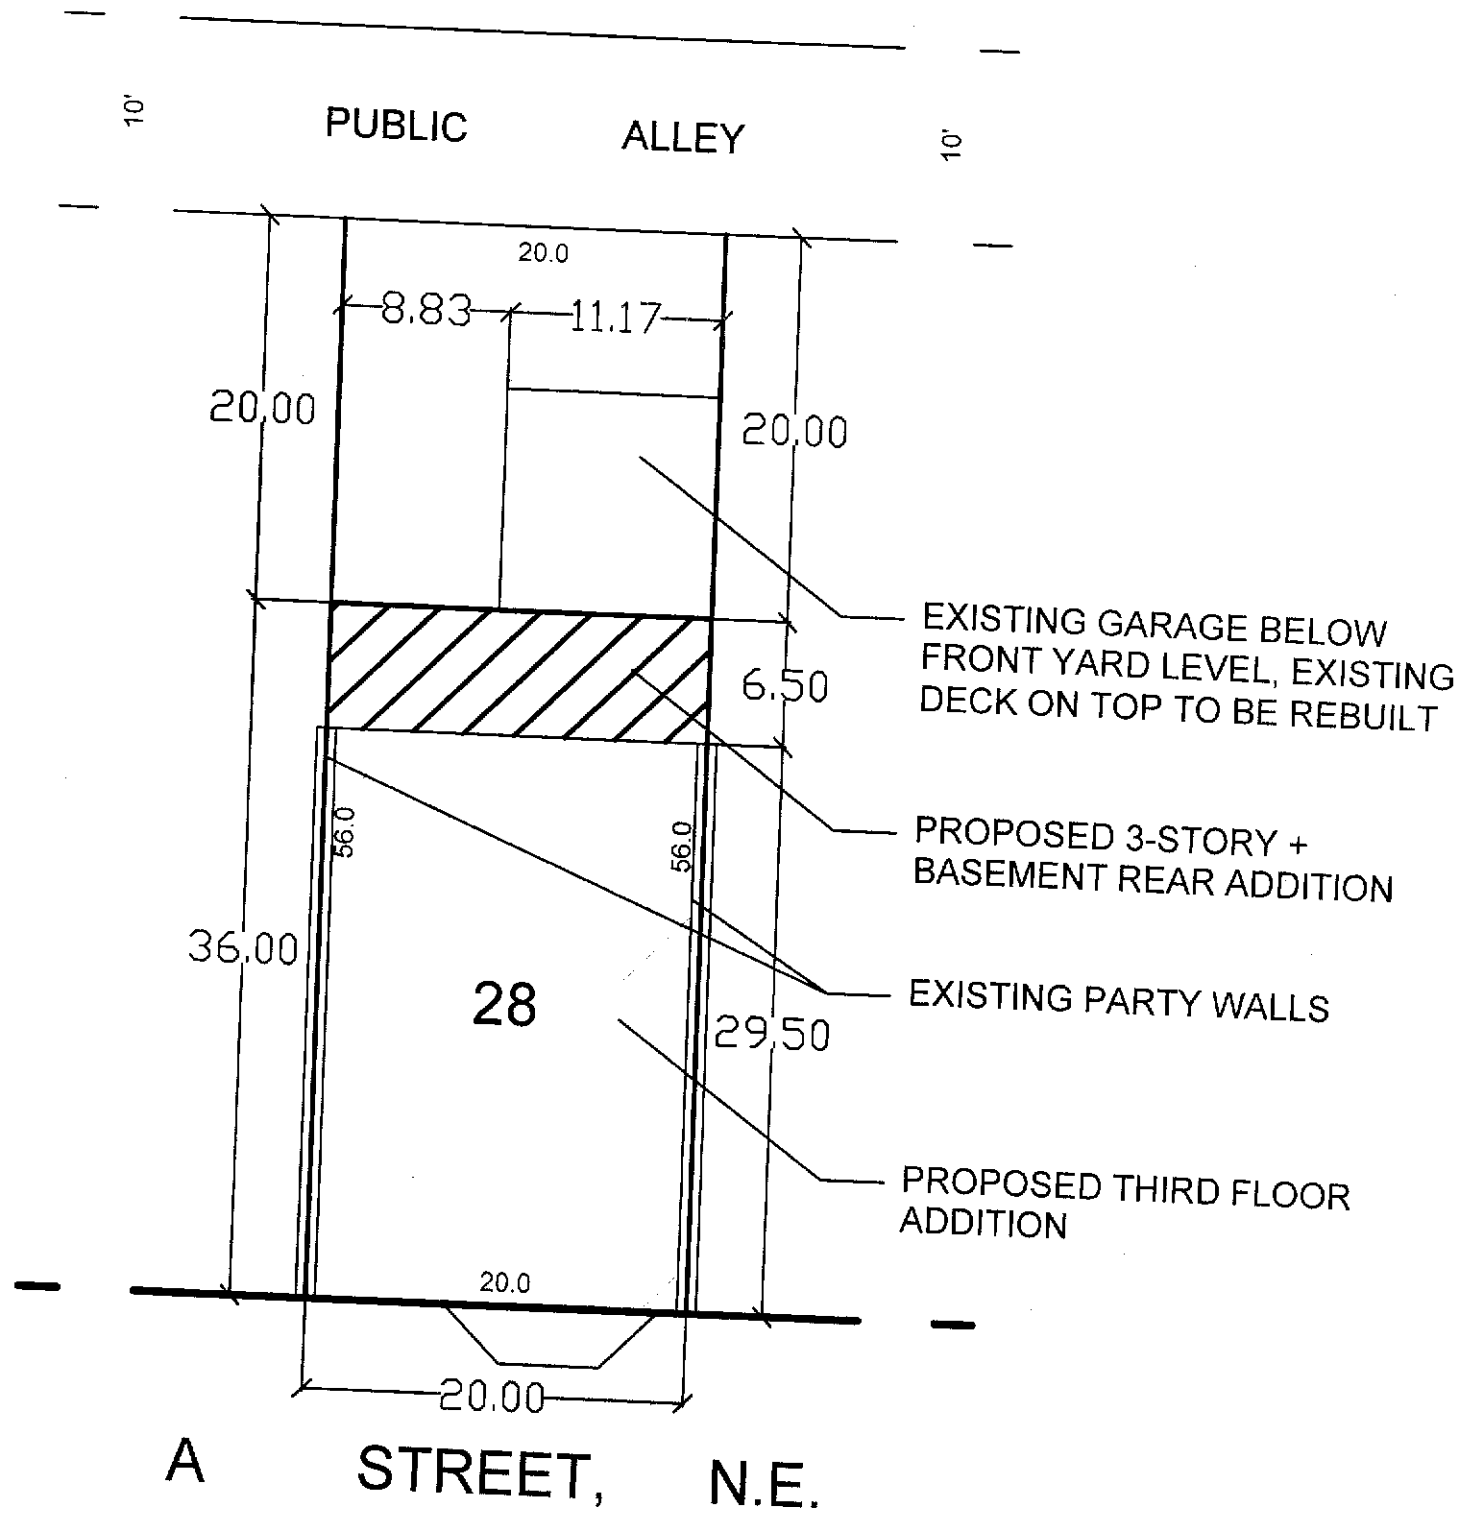 10'
PUBLIC ALLEY
10'
20.0
8.83
11.17
20.00
20.00
EXISTING GARAGE BELOW
FRONT YARD LEVEL, EXISTING
DECK ON TOP TO BE REBUILT
6.50
56.0
56.0
PROPOSED 3-STORY +
BASEMENT REAR ADDITION
36.00
28
29.50
EXISTING PARTY WALLS
PROPOSED THIRD FLOOR
ADDITION
20.0
20.00
A STREET, N.E.